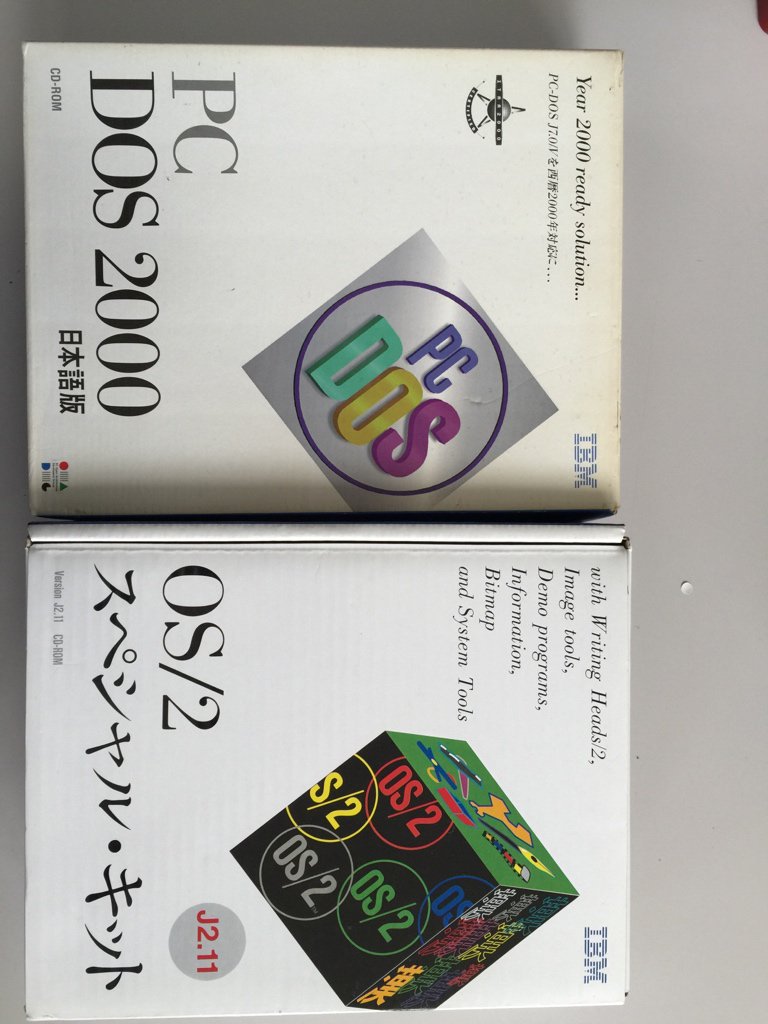 Year 2000 ready solution...
PC-DOS J7.0/Vを西暦2000年対応に...
STAR2000
IBM
PC
DOS
PC
DOS 2000
日本語版
CD-ROM
with Writing Heads/2,
Image tools,
Demo programs,
Information,
Bitmap
and System Tools
IBM
OS/2
S/2
OS/2
OS/2
OS
OS/2
スペシャル・キット
J2.11
Version J2.11 CD-ROM